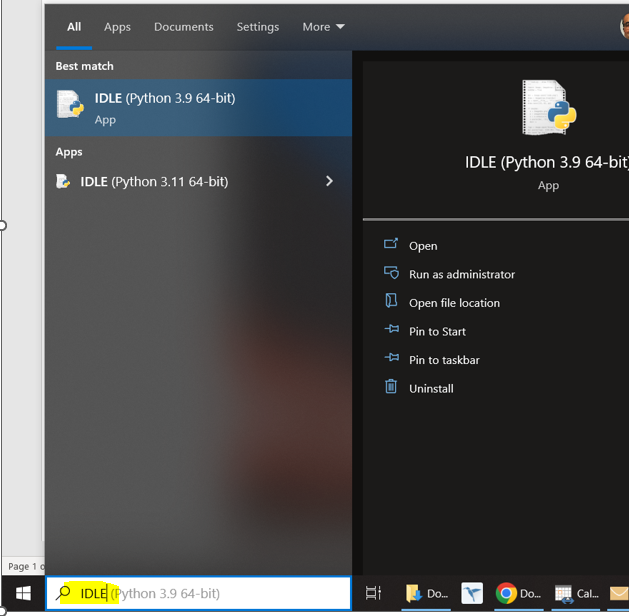 All Apps Documents Settings More
Best match
IDLE (Python 3.9 64-bit)
App
Apps
IDLE (Python 3.11 64-bit)
IDLE (Python 3.9 64-bit)
App
Open
Run as administrator
Open file location
Pin to Start
Pin to taskbar
Uninstall
Page 1 o
IDLE (Python 3.9 64-bit)
Do... Do... Cal...